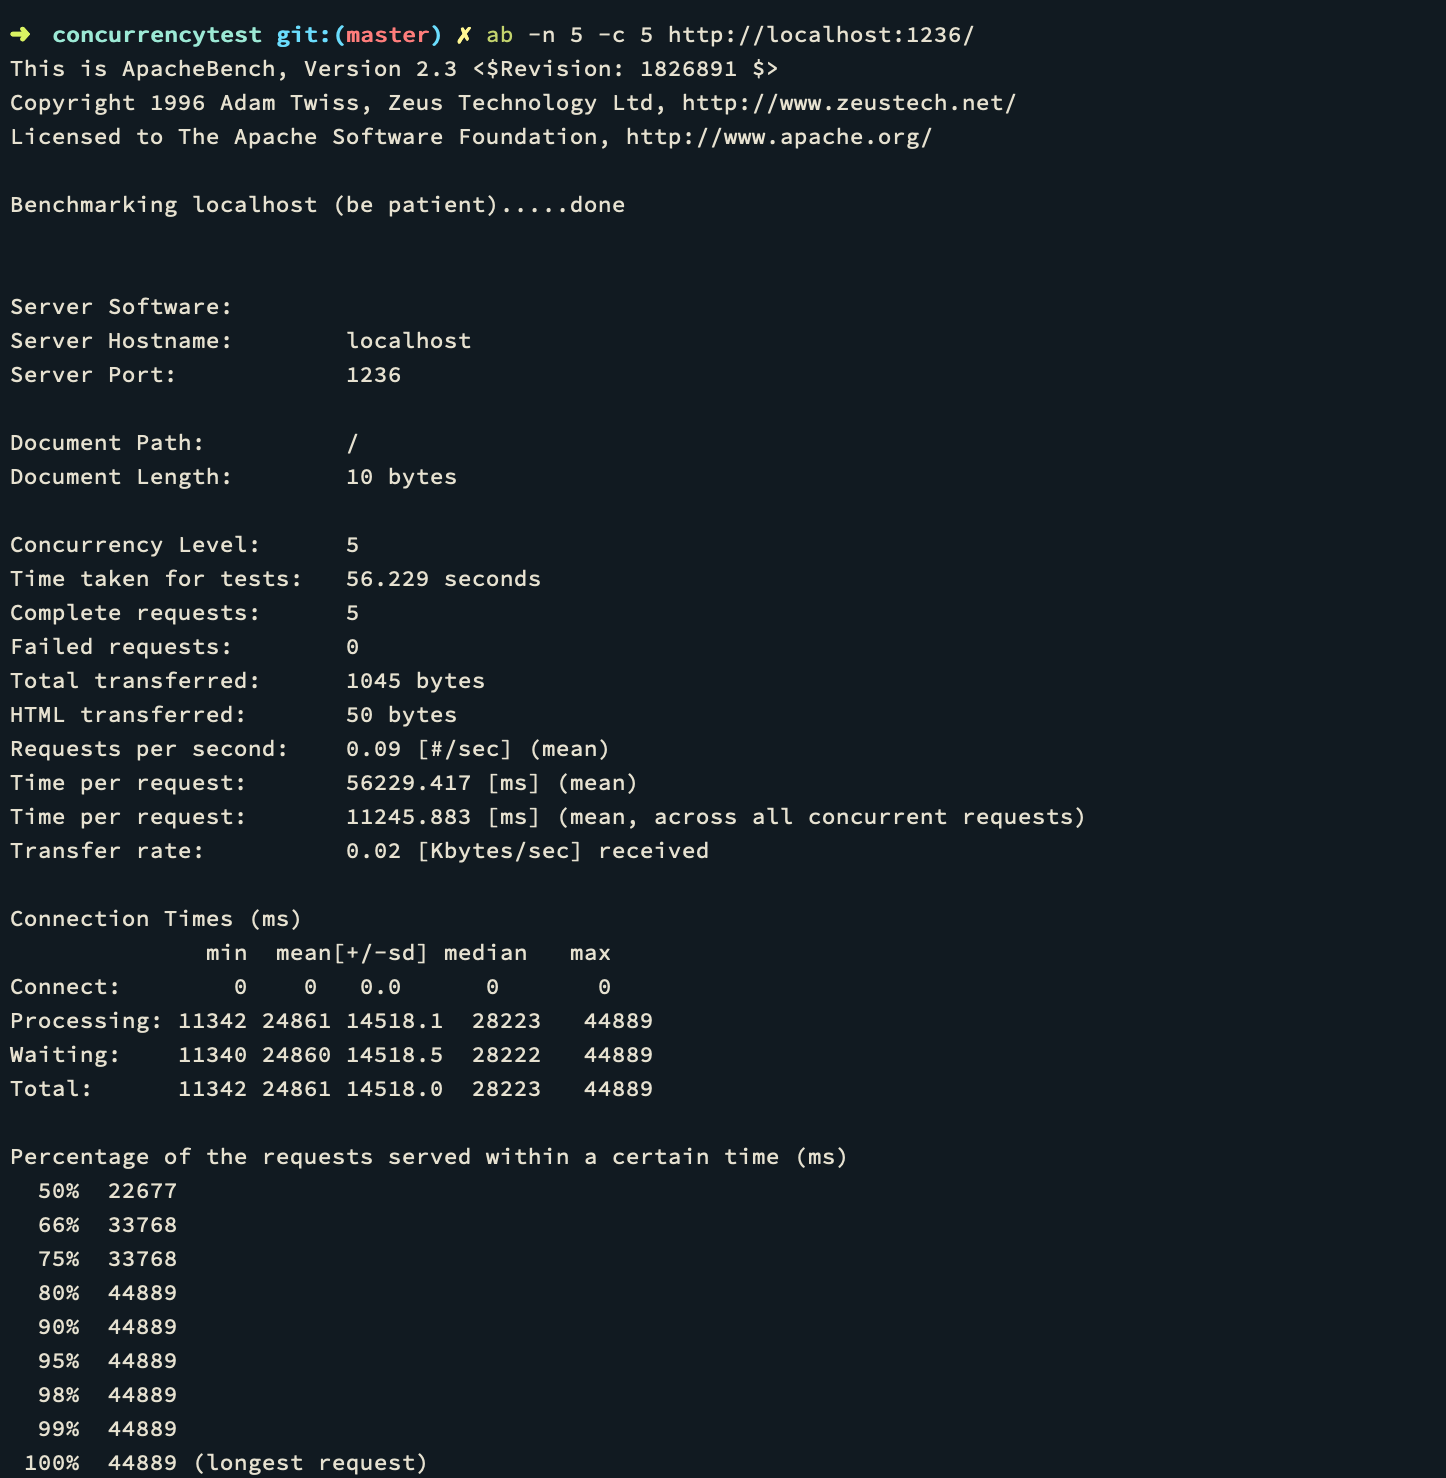 ➜  concurrencytest git:(master) ✗ ab -n 5 -c 5 http://localhost:1236/
This is ApacheBench, Version 2.3 <$Revision: 1826891 $>
Copyright 1996 Adam Twiss, Zeus Technology Ltd, http://www.zeustech.net/
Licensed to The Apache Software Foundation, http://www.apache.org/

Benchmarking localhost (be patient).....done


Server Software:
Server Hostname:        localhost
Server Port:            1236

Document Path:          /
Document Length:        10 bytes

Concurrency Level:      5
Time taken for tests:   56.229 seconds
Complete requests:      5
Failed requests:        0
Total transferred:      1045 bytes
HTML transferred:       50 bytes
Requests per second:    0.09 [#/sec] (mean)
Time per request:       56229.417 [ms] (mean)
Time per request:       11245.883 [ms] (mean, across all concurrent requests)
Transfer rate:          0.02 [Kbytes/sec] received

Connection Times (ms)
              min  mean[+/-sd] median   max
Connect:        0    0   0.0      0       0
Processing: 11342 24861 14518.1  28223   44889
Waiting:    11340 24860 14518.5  28222   44889
Total:      11342 24861 14518.0  28223   44889

Percentage of the requests served within a certain time (ms)
  50%  22677
  66%  33768
  75%  33768
  80%  44889
  90%  44889
  95%  44889
  98%  44889
  99%  44889
 100%  44889 (longest request)